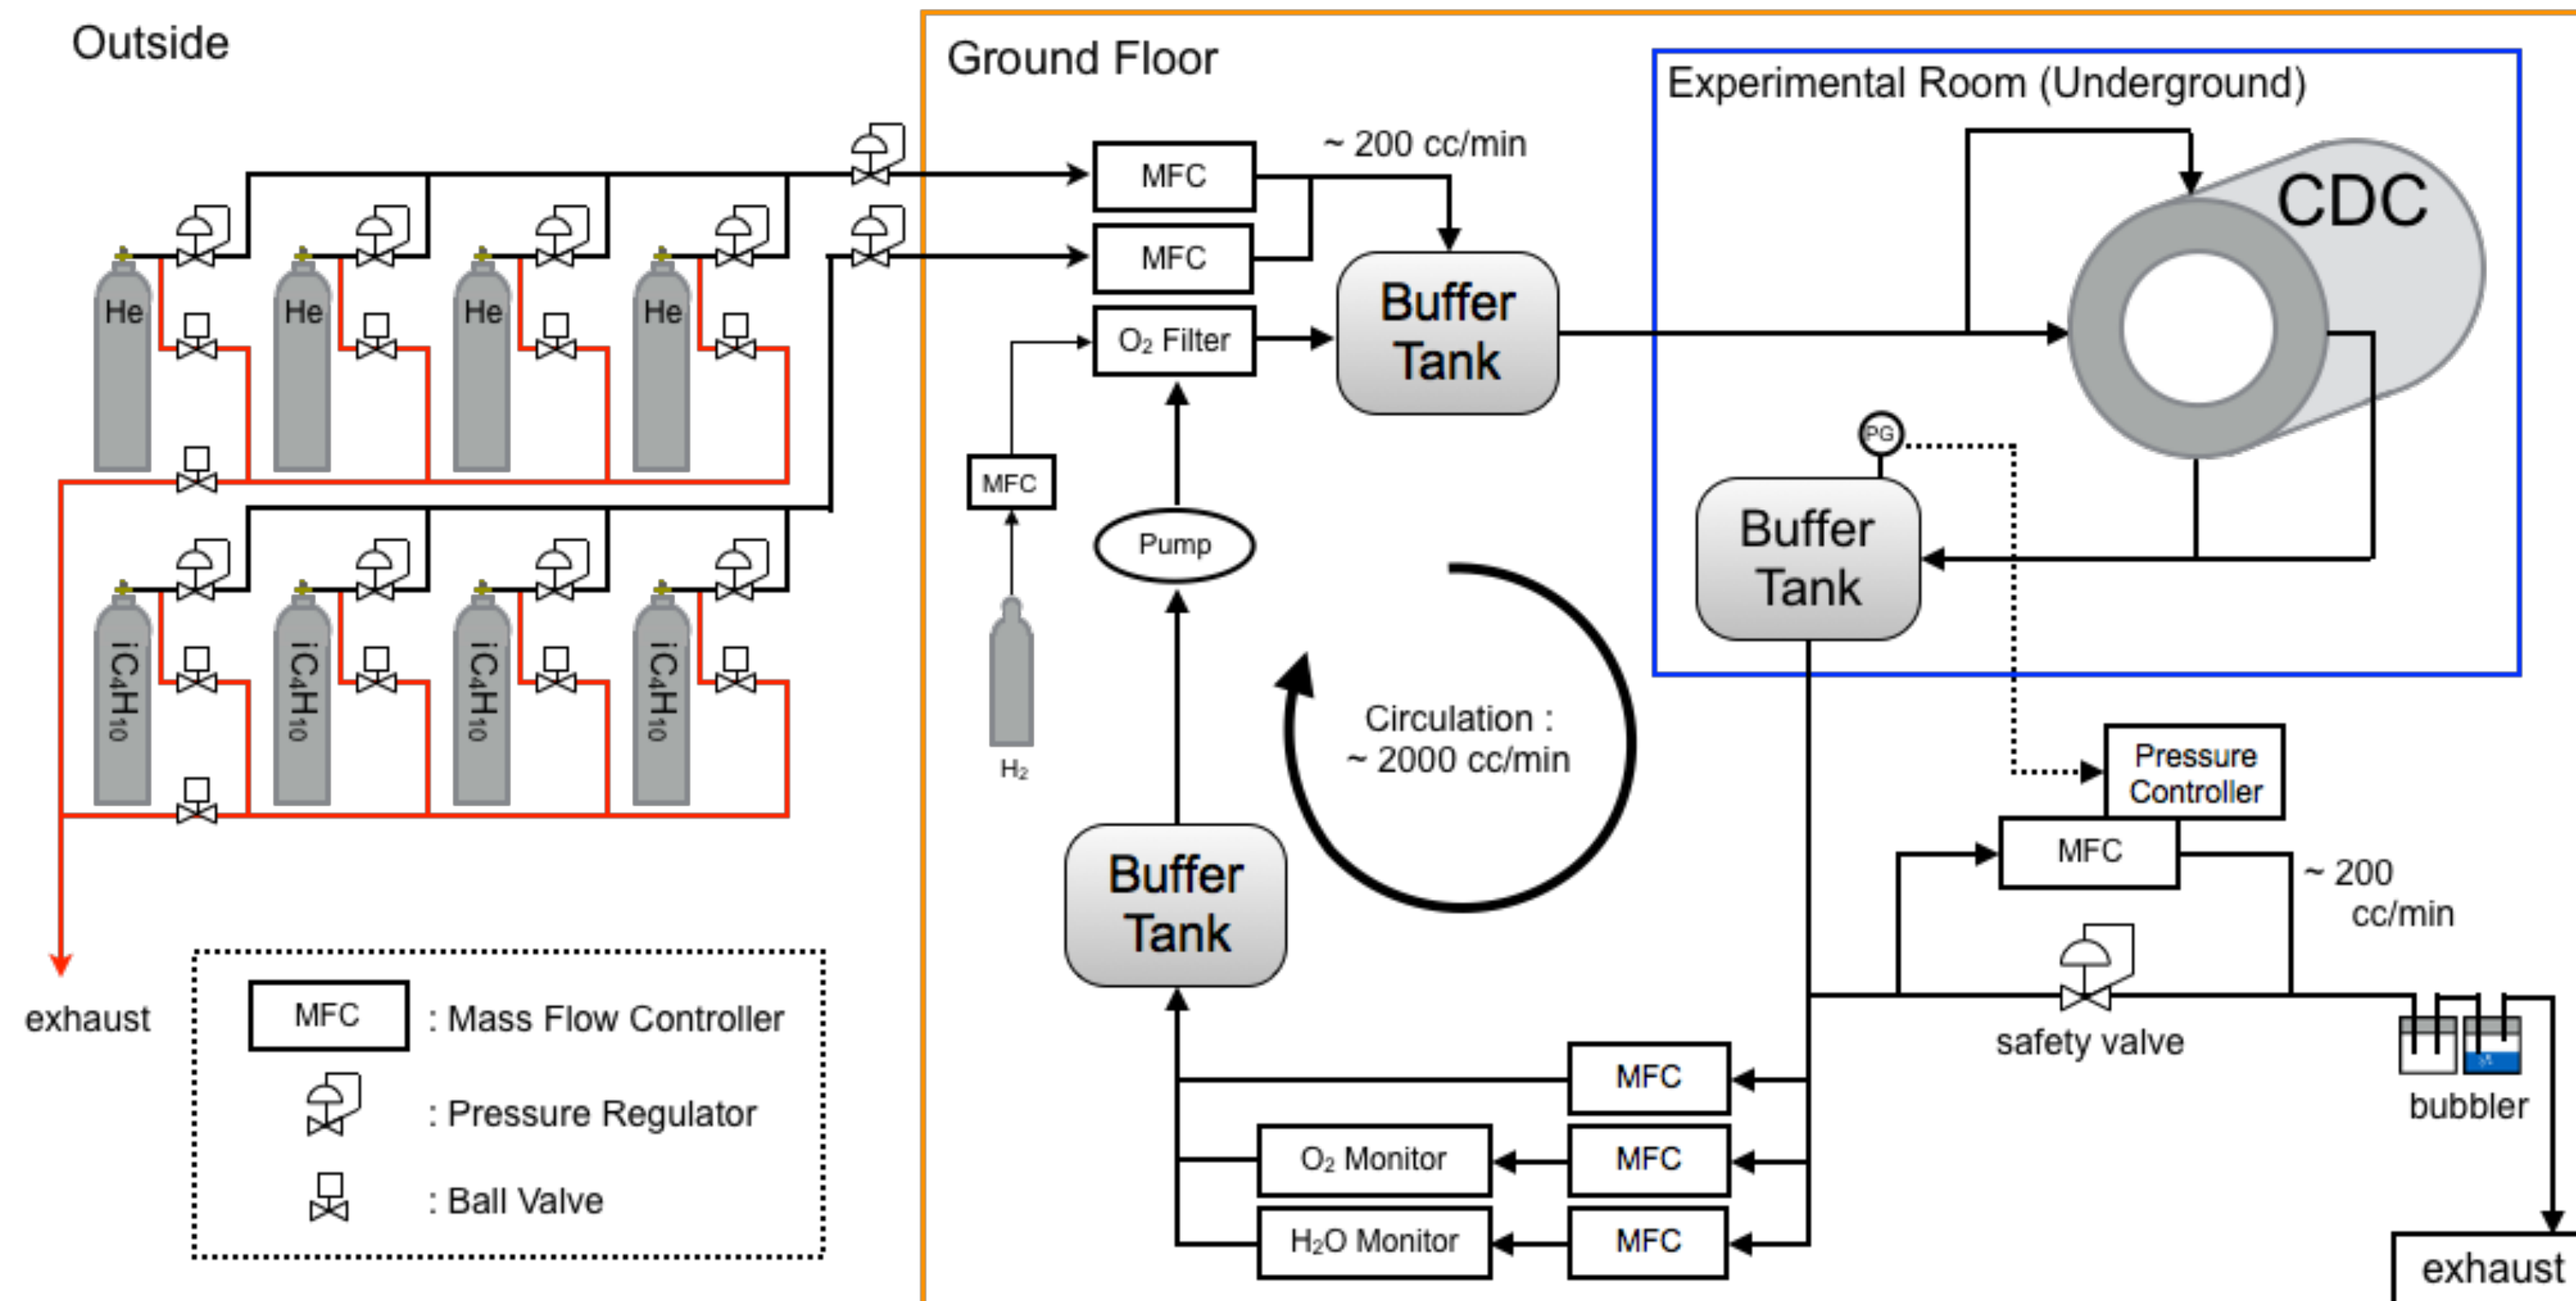 Outside
Ground Floor
Experimental Room (Underground)
~ 200 cc/min
MFC
MFC
O₂ Filter
Buffer
Tank
CDC
He
He
He
He
PG
MFC
Pump
Buffer
Tank
H₂
iC₄H₁₀
iC₄H₁₀
iC₄H₁₀
iC₄H₁₀
Circulation :
~ 2000 cc/min
Pressure
Controller
MFC
~ 200
cc/min
Buffer
Tank
safety valve
bubbler
exhaust
MFC
: Mass Flow Controller
: Pressure Regulator
: Ball Valve
MFC
O₂ Monitor
MFC
H₂O Monitor
MFC
exhaust